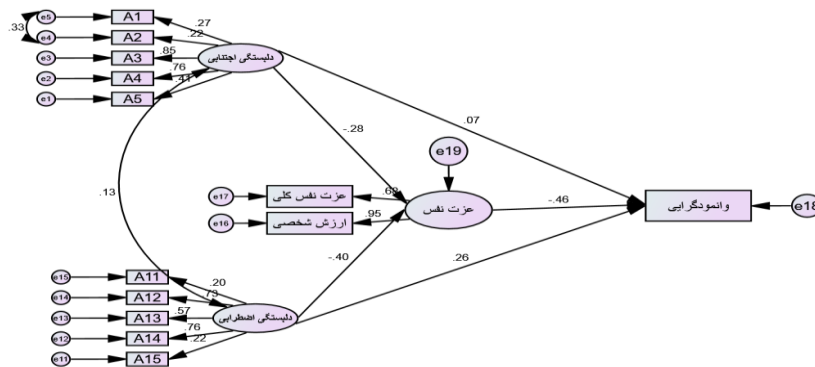 e5
A1
.27
.33
e4
A2
.22
e3
A3
.85
دلبستگی اجتنابی
e2
A4
.76
e1
A5
.41
.07
-.28
e19
.13
e17
عزت نفس کلی
.68
e16
ارزش شخصی
.95
عزت نفس
-.46
وانمودگرایی
e18
-.40
.26
e15
A11
.20
e14
A12
.73
e13
A13
.57
دلبستگی اضطرابی
e12
A14
.76
e11
A15
.22